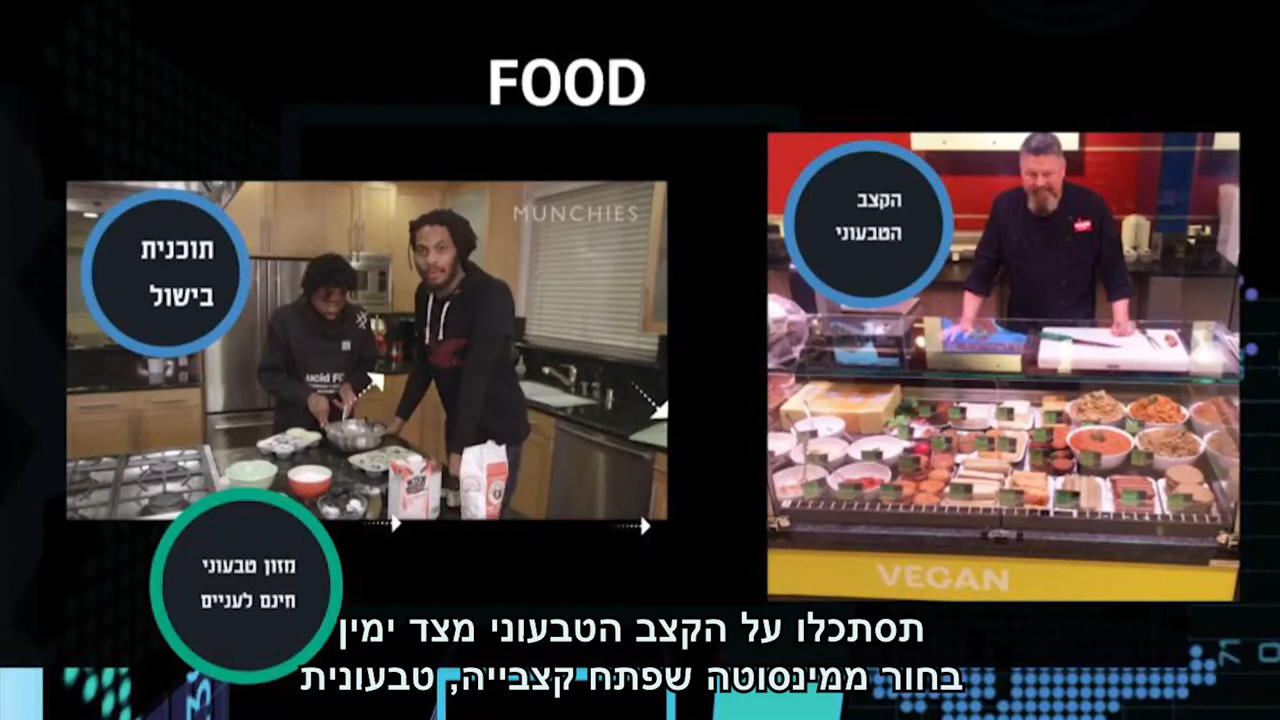 FOOD
MUNCHIES
תוכנית
בישול
הקצב
הטבעוני
VEGAN
מזון טבעוני
חינם לעניים
תסתכלו על הקצב הטבעוני מצד ימין
בחור ממינסוטה שפתח קצבייה, טבעונית